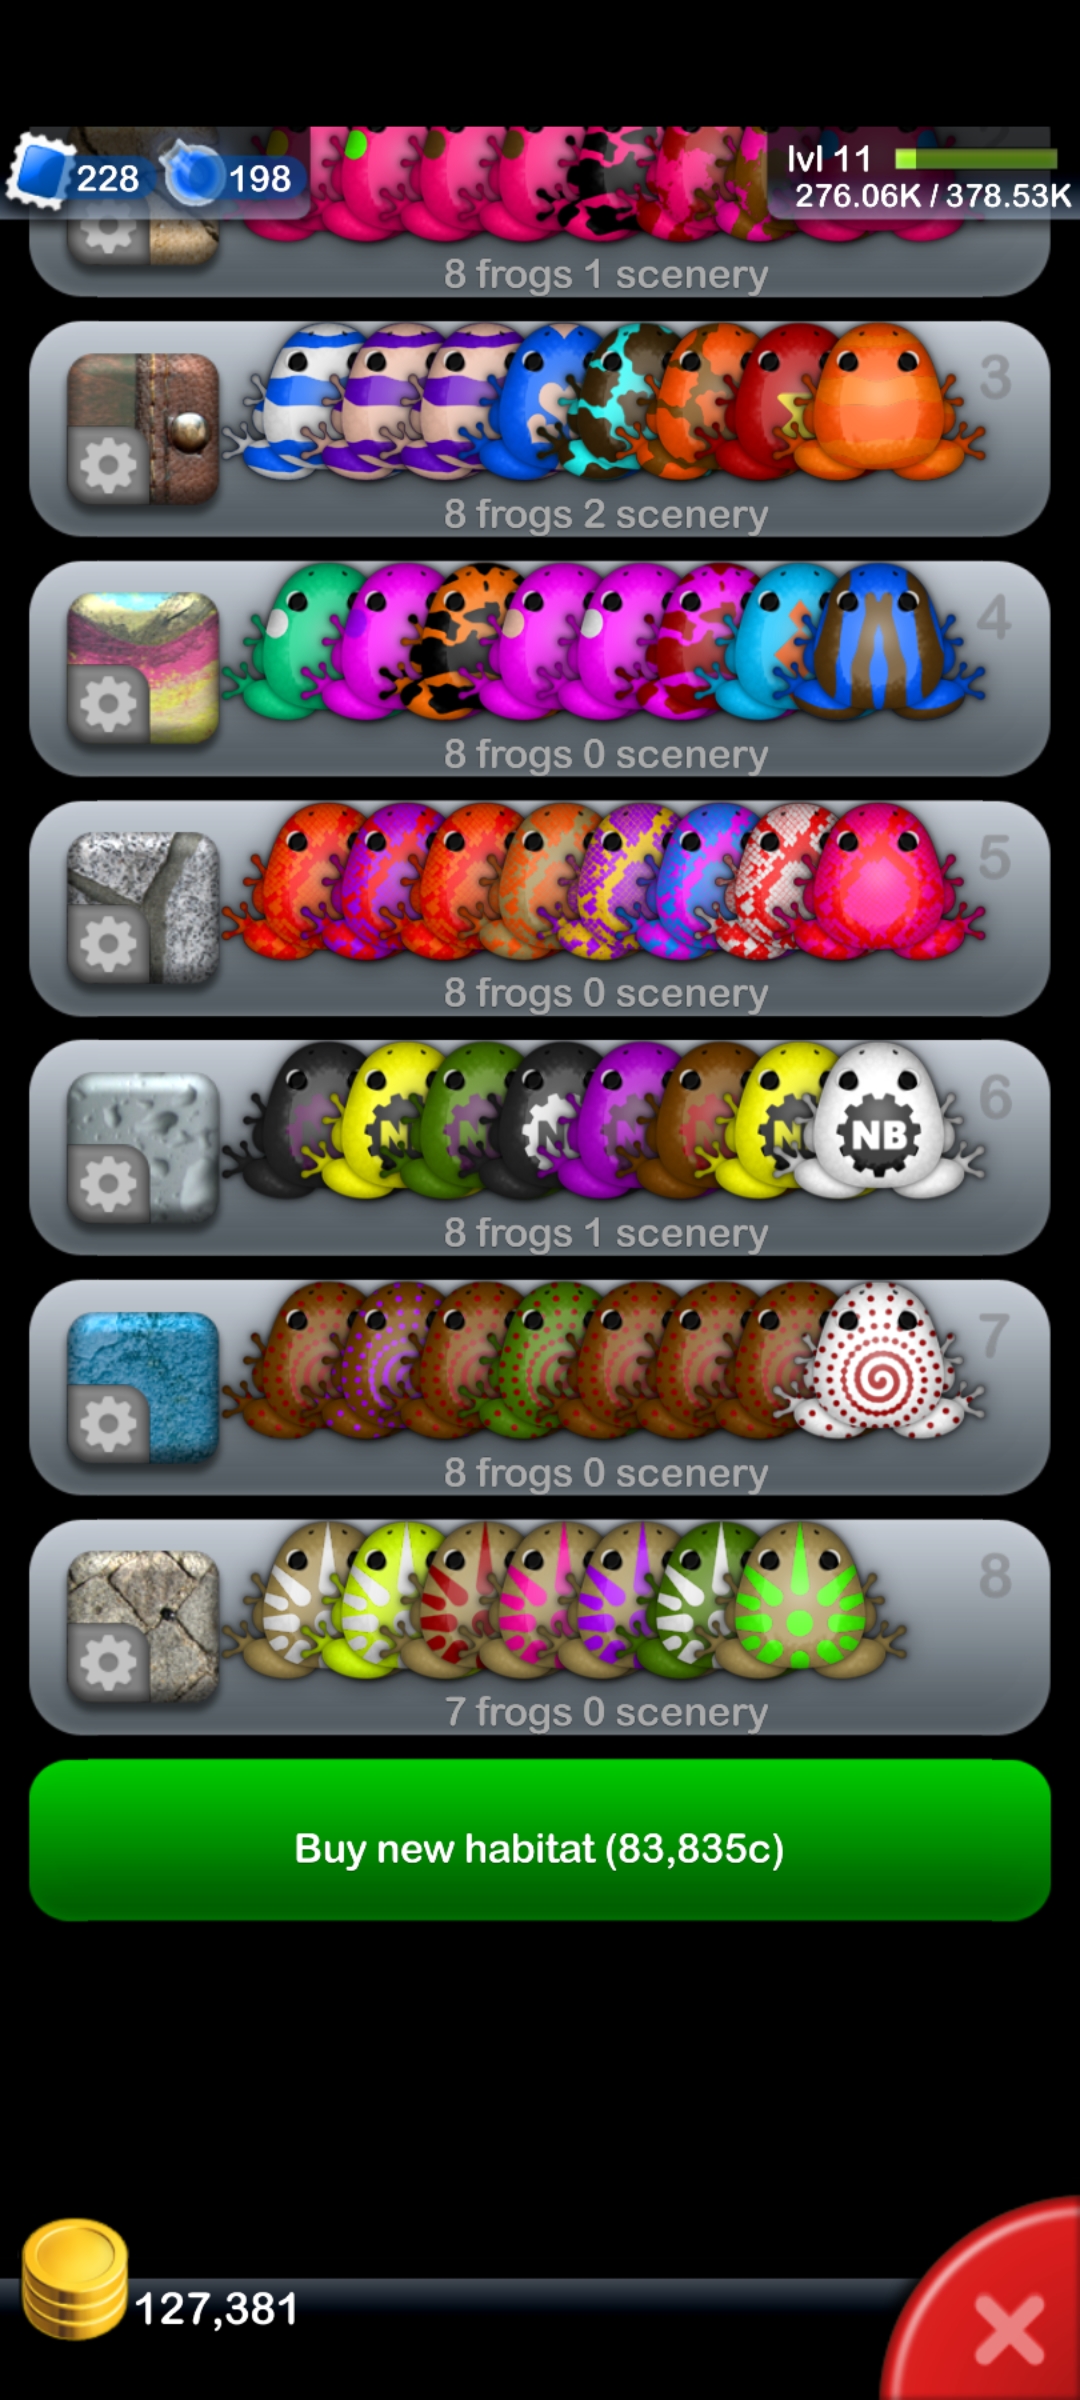 228 198 lvl 11
276.06K / 378.53K
8 frogs 1 scenery
3
8 frogs 2 scenery
4
8 frogs 0 scenery
5
8 frogs 0 scenery
6
N N N N N NB
8 frogs 1 scenery
7
8 frogs 0 scenery
8
7 frogs 0 scenery
Buy new habitat (83,835c)
127,381